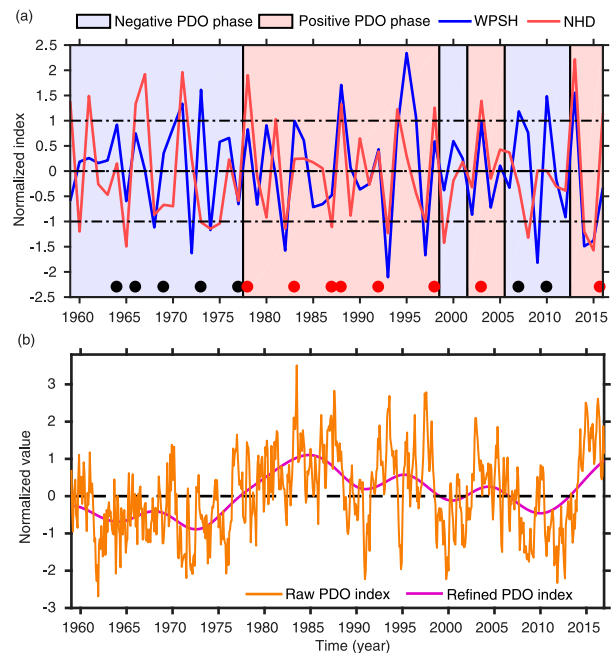 (a) Negative PDO phase Positive PDO phase WPSH NHD
Normalized index
2.5
2
1.5
1
0.5
0
-0.5
-1
-1.5
-2
-2.5
1960 1965 1970 1975 1980 1985 1990 1995 2000 2005 2010 2015
(b)
Normalized value
3
2
1
0
-1
-2
-3
Raw PDO index Refined PDO index
1960 1965 1970 1975 1980 1985 1990 1995 2000 2005 2010 2015
Time (year)